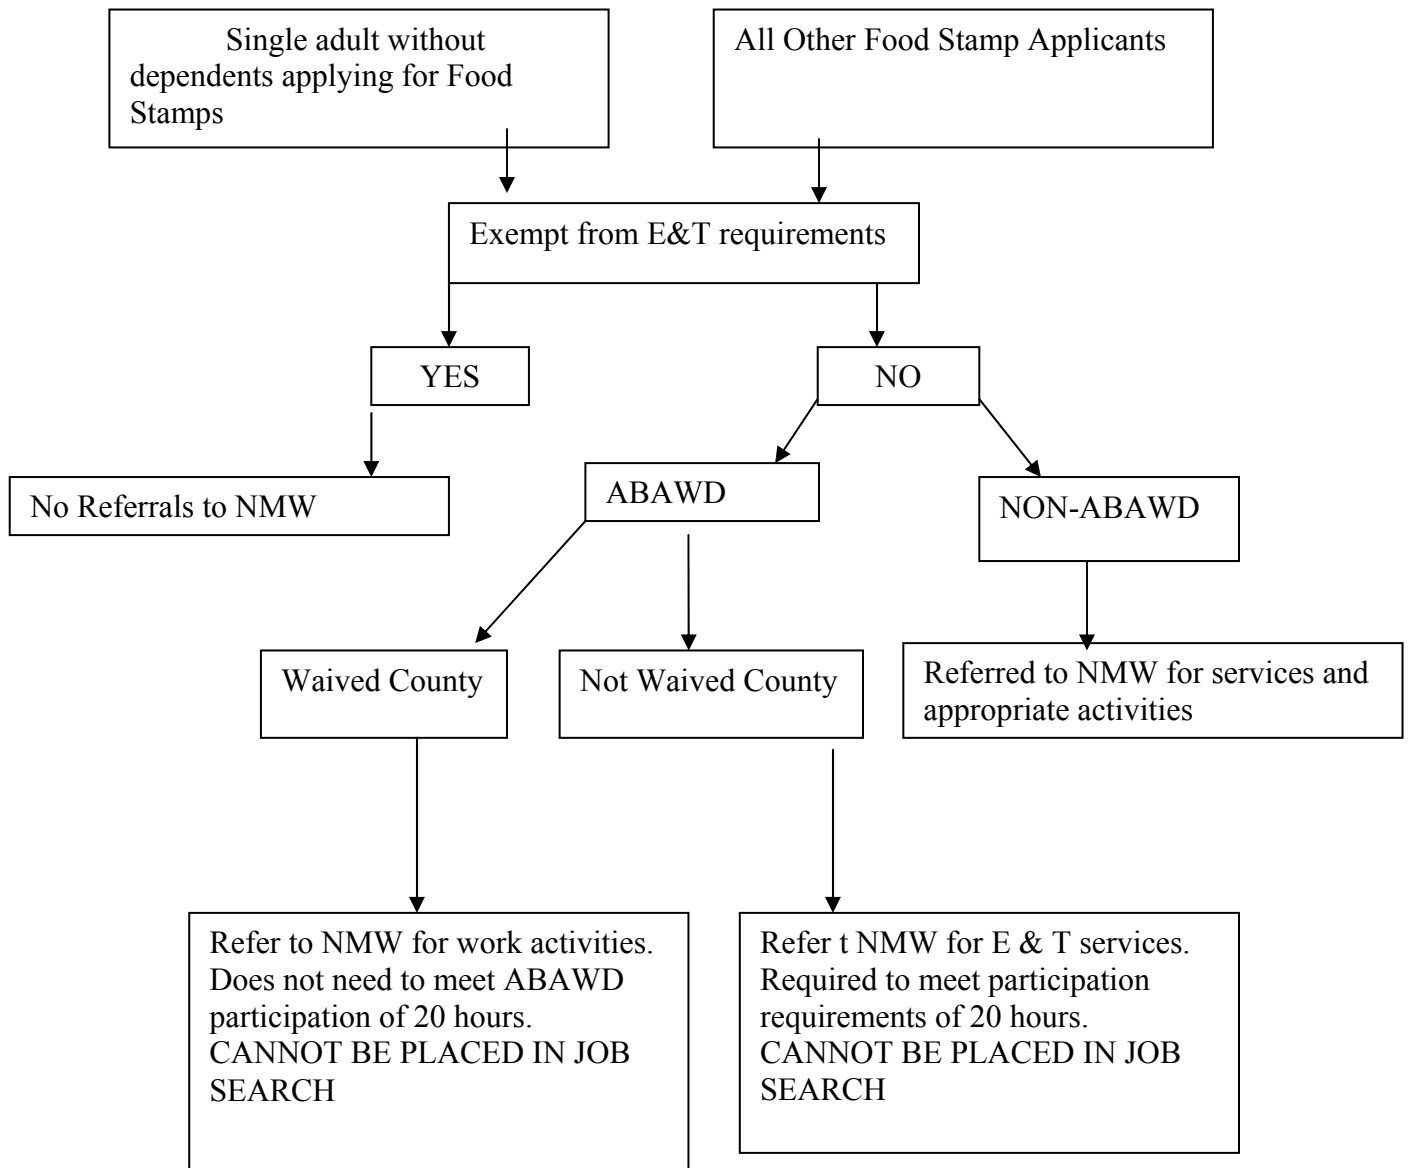 Single adult without
dependents applying for Food
Stamps
All Other Food Stamp Applicants
Exempt from E&T requirements
YES
NO
No Referrals to NMW
ABAWD
NON-ABAWD
Waived County
Not Waived County
Referred to NMW for services and
appropriate activities
Refer to NMW for work activities.
Does not need to meet ABAWD
participation of 20 hours.
CANNOT BE PLACED IN JOB
SEARCH
Refer t NMW for E & T services.
Required to meet participation
requirements of 20 hours.
CANNOT BE PLACED IN JOB
SEARCH